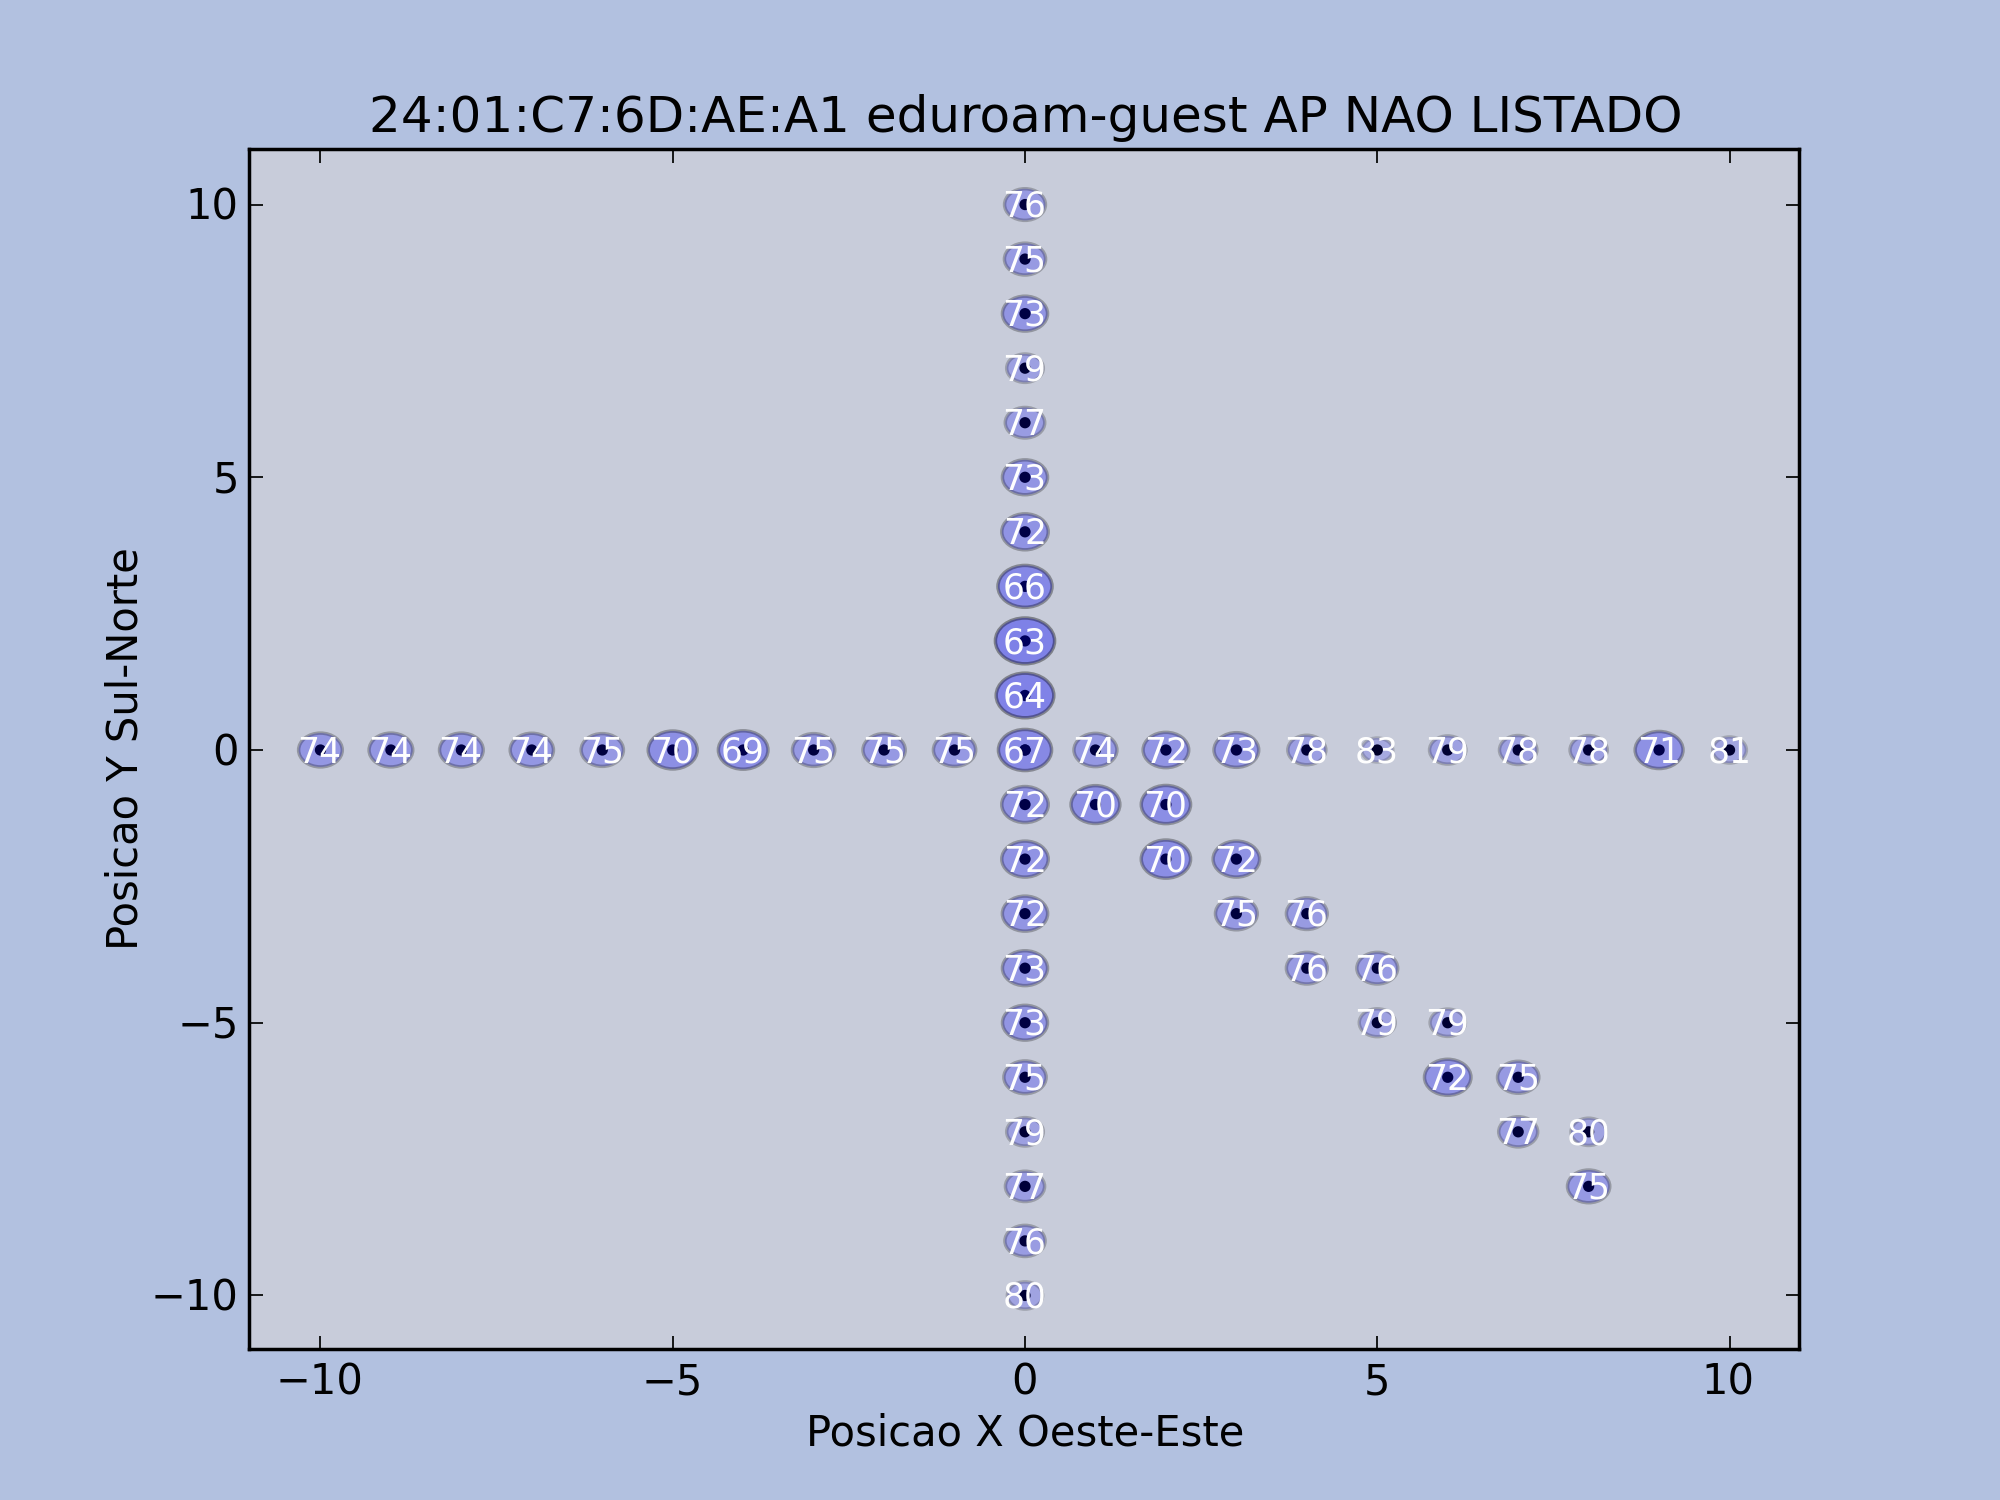 24:01:C7:6D:AE:A1 eduroam-guest AP NAO LISTADO
10
76
75
73
79
77
5
73
72
66
63
64
0
74 74 74 74 75 70 69 75 75 75 67 74 72 73 78 83 79 78 78 71 81
72 70 70
72 70 72
72 75 76
73 76 76
−5
73 79 79
75 72 75
79 77 80
77 75
76
−10
80
−10 −5 0 5 10
Posicao X Oeste-Este
Posicao Y Sul-Norte